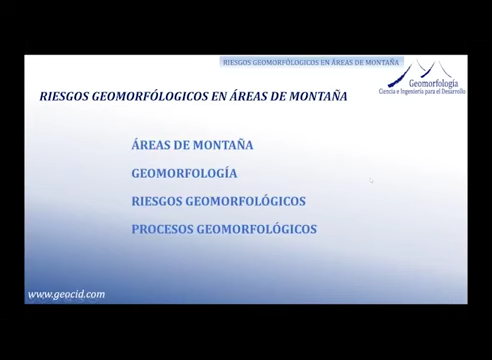 RIESGOS GEOMORFÓLOGICOS EN ÁREAS DE MONTAÑA
Geomorfología
Ciencia e Ingeniería para el Desarrollo
RIESGOS GEOMORFÓLOGICOS EN ÁREAS DE MONTAÑA
ÁREAS DE MONTAÑA
GEOMORFOLOGÍA
RIESGOS GEOMORFOLÓGICOS
PROCESOS GEOMORFOLÓGICOS
www.geocid.com